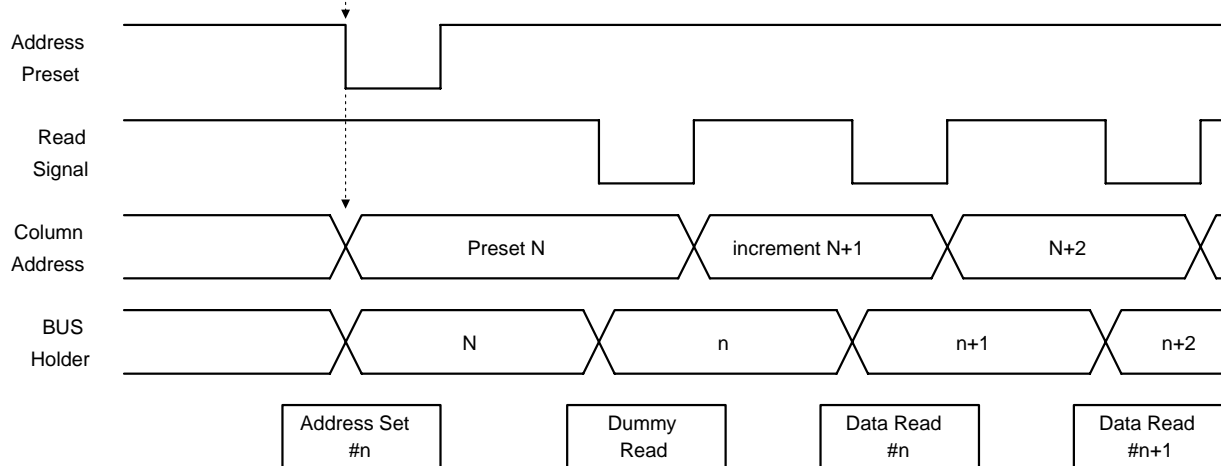 Address
Preset
Read
Signal
Column
Address
Preset N
increment N+1
N+2
BUS
Holder
N
n
n+1
n+2
Address Set
#n
Dummy
Read
Data Read
#n
Data Read
#n+1